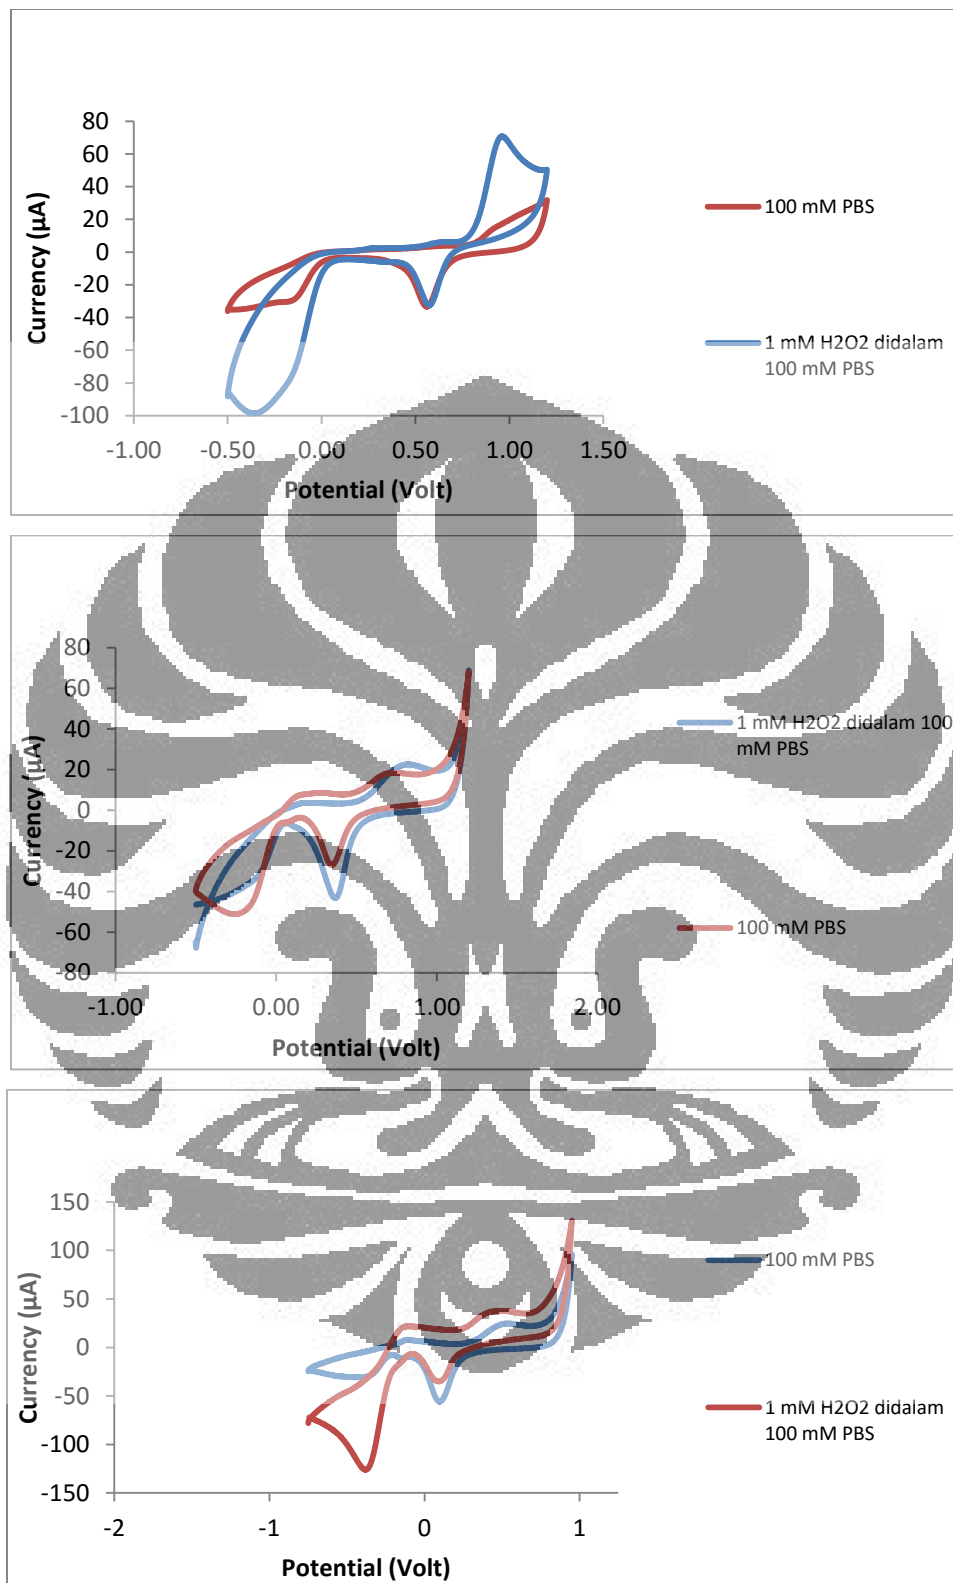 80
60
40
20
0
-20
-40
-60
-80
-100
-1.00 -0.50 0.00 0.50 1.00 1.50
Currency (µA)
Potential (Volt)
100 mM PBS
1 mM H2O2 didalam
100 mM PBS
80
60
40
20
0
-20
-40
-60
-80
-1.00 0.00 1.00 2.00
Currency (µA)
Potential (Volt)
1 mM H2O2 didalam 100
mM PBS
100 mM PBS
150
100
50
0
-50
-100
-150
-2 -1 0 1
Currency (µA)
Potential (Volt)
100 mM PBS
1 mM H2O2 didalam
100 mM PBS